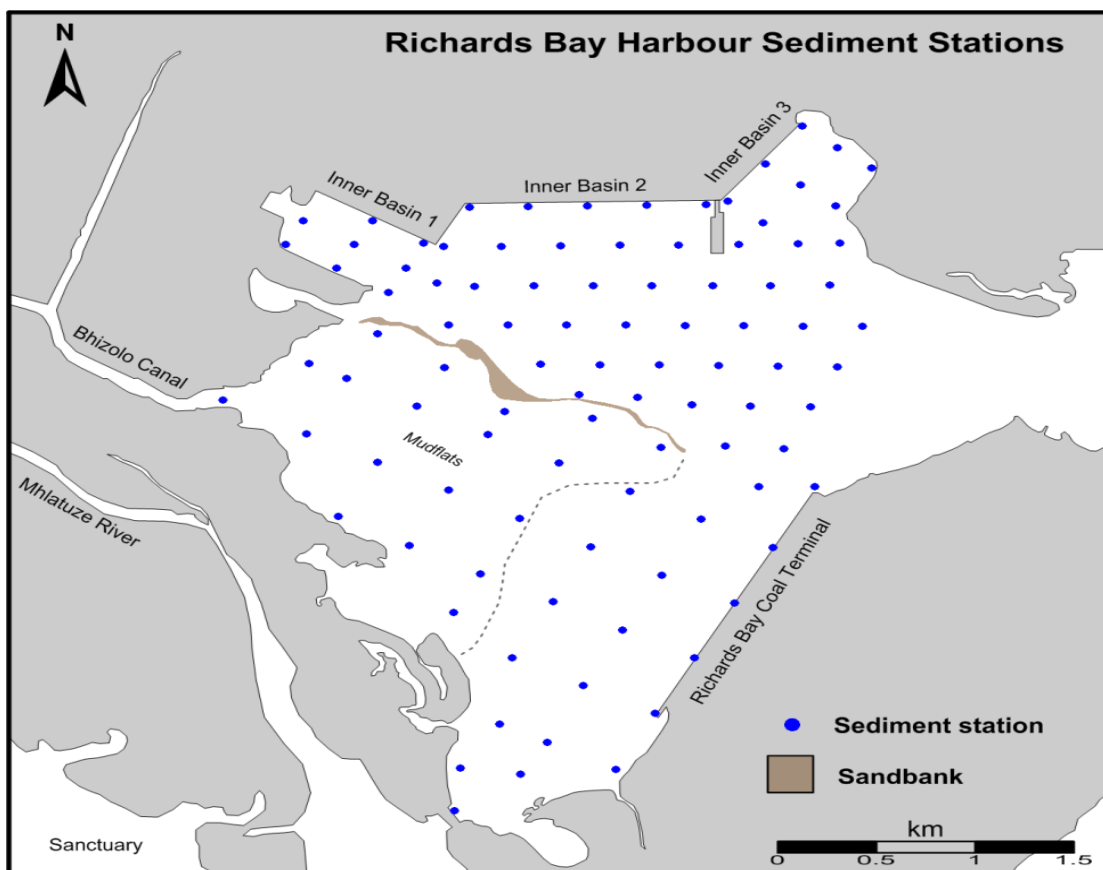 N
Richards Bay Harbour Sediment Stations
Inner Basin 3
Inner Basin 2
Inner Basin 1
Bhizolo Canal
Mudflats
Mhlatuze River
Richards Bay Coal Terminal
Sediment station
Sandbank
km
Sanctuary
0 0.5 1 1.5